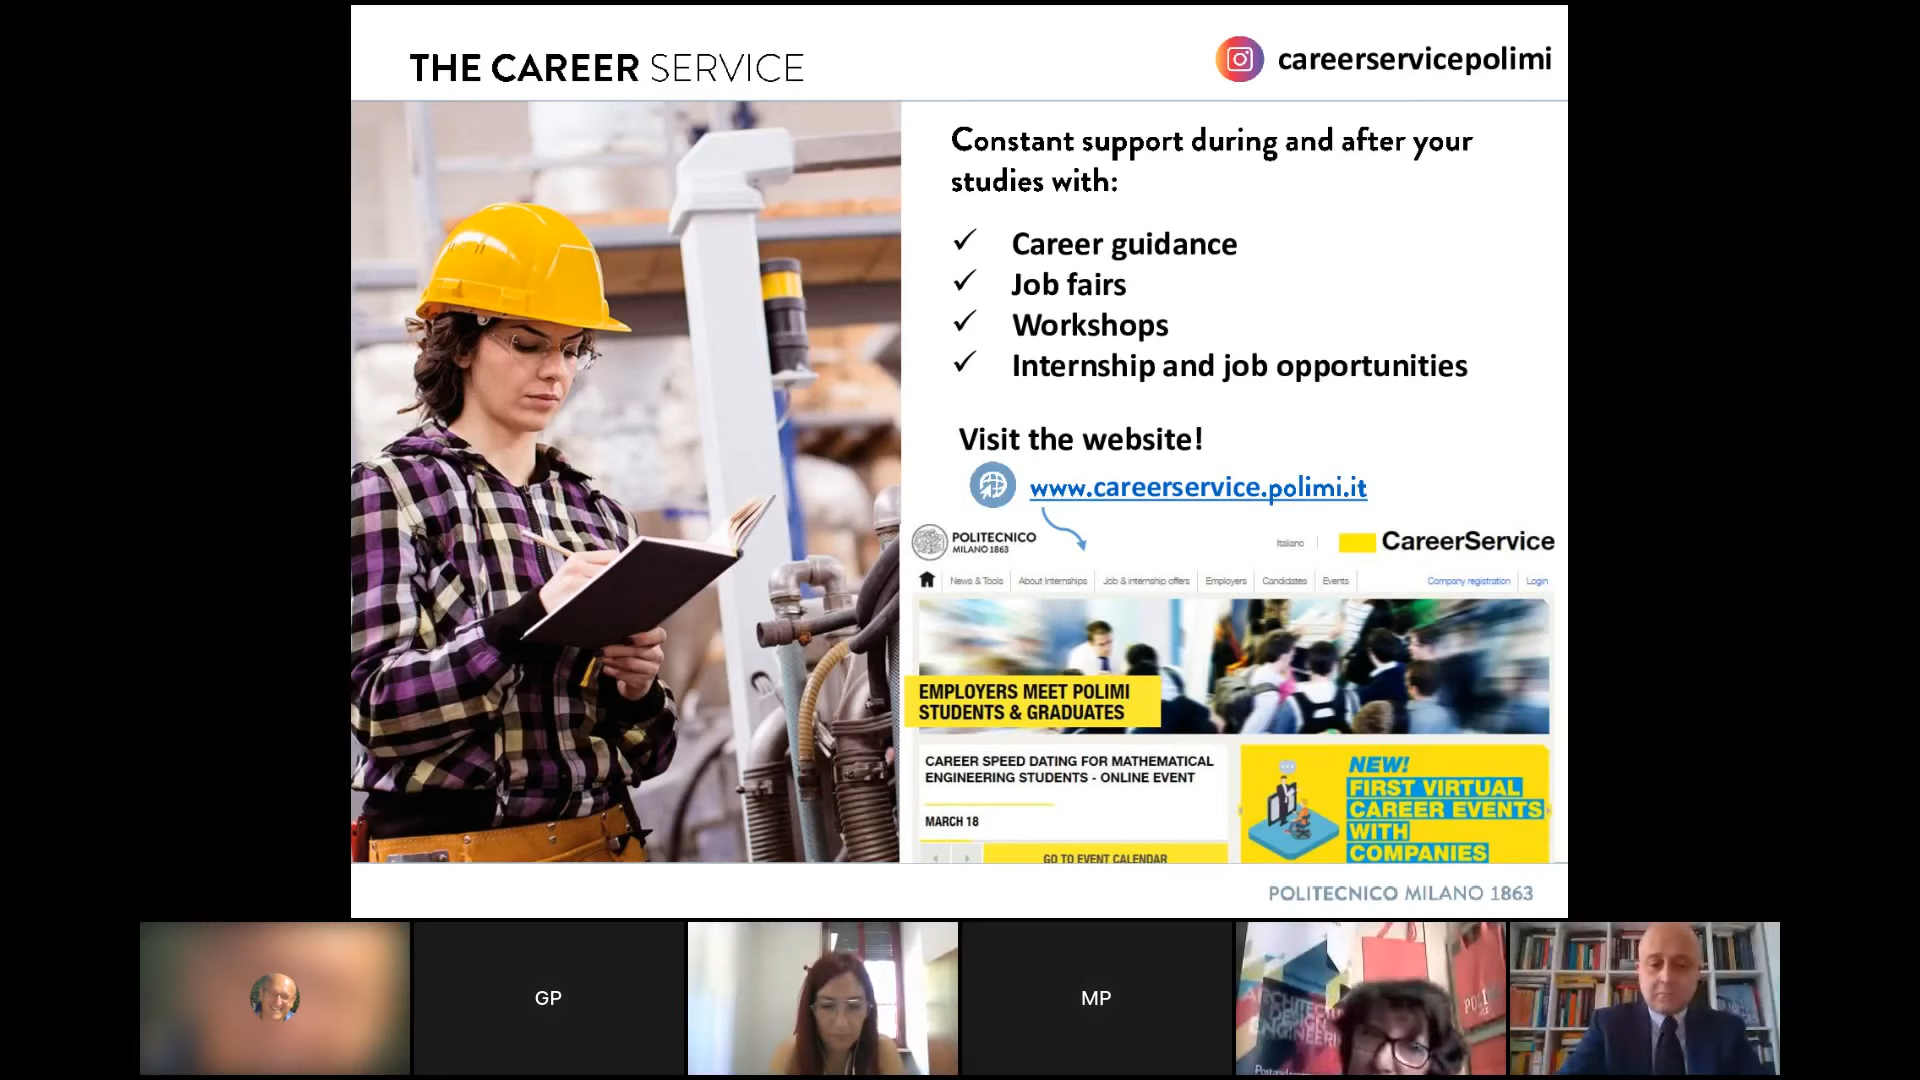 THE CAREER SERVICE
careerservicepolimi
Constant support during and after your
studies with:
✓ Career guidance
✓ Job fairs
✓ Workshops
✓ Internship and job opportunities
Visit the website!
www.careerservice.polimi.it
POLITECNICO
MILANO 1863
Italiano
CareerService
News & Tools
About Internships
Job & internship offers
Employers
Candidates
Events
Company registration
Login
EMPLOYERS MEET POLIMI
STUDENTS & GRADUATES
CAREER SPEED DATING FOR MATHEMATICAL
ENGINEERING STUDENTS - ONLINE EVENT
MARCH 18
GO TO EVENT CALENDAR
NEW!
FIRST VIRTUAL
CAREER EVENTS
WITH
COMPANIES
POLITECNICO MILANO 1863
GP
MP